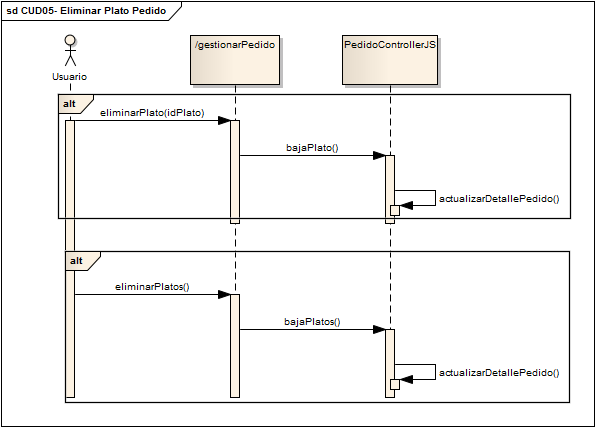 sd CUD05- Eliminar Plato Pedido
/gestionarPedido
PedidoControllerJS
Usuario
alt
eliminarPlato(idPlato)
bajaPlato()
actualizarDetallePedido()
alt
eliminarPlatos()
bajaPlatos()
actualizarDetallePedido()